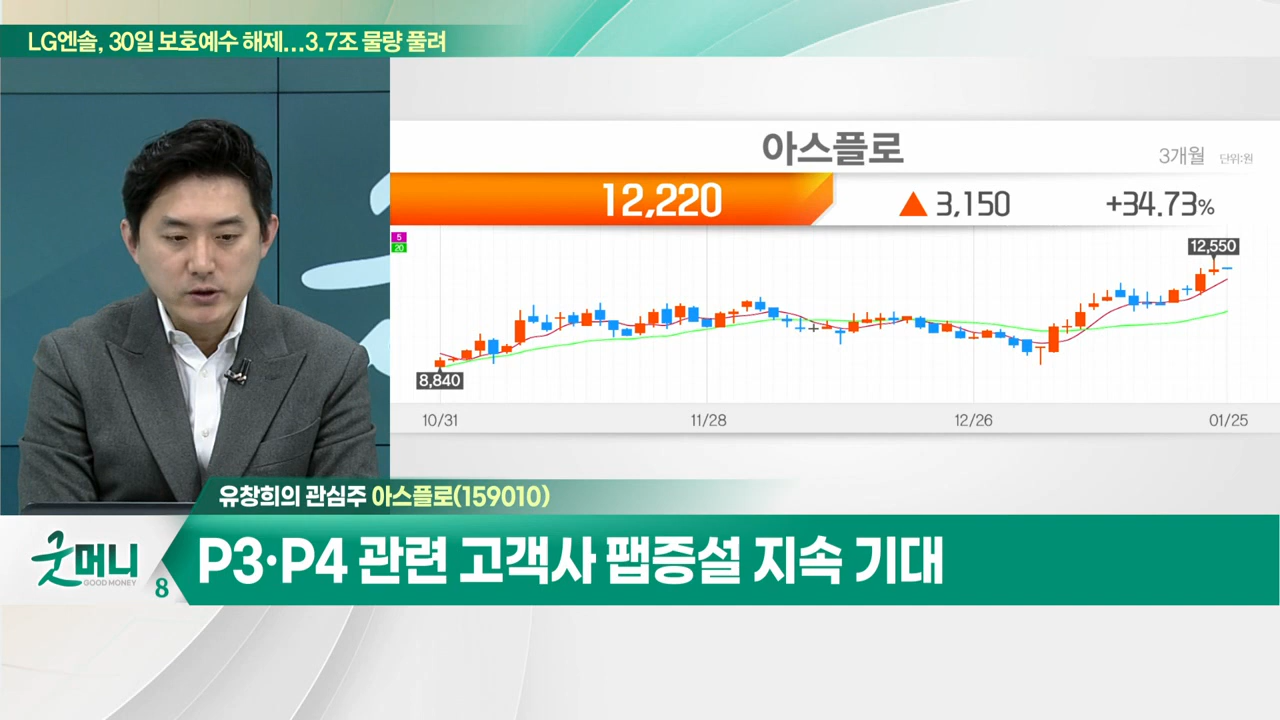 LG엔솔, 30일 보호예수 해제…3.7조 물량 풀려
아스플로
3개월 단위:원
12,220 ▲ 3,150 +34.73%
5
20
12,550
8,840
10/31 11/28 12/26 01/25
유창희의 관심주 아스플로(159010)
굿머니
GOOD MONEY
8
P3·P4 관련 고객사 팹증설 지속 기대